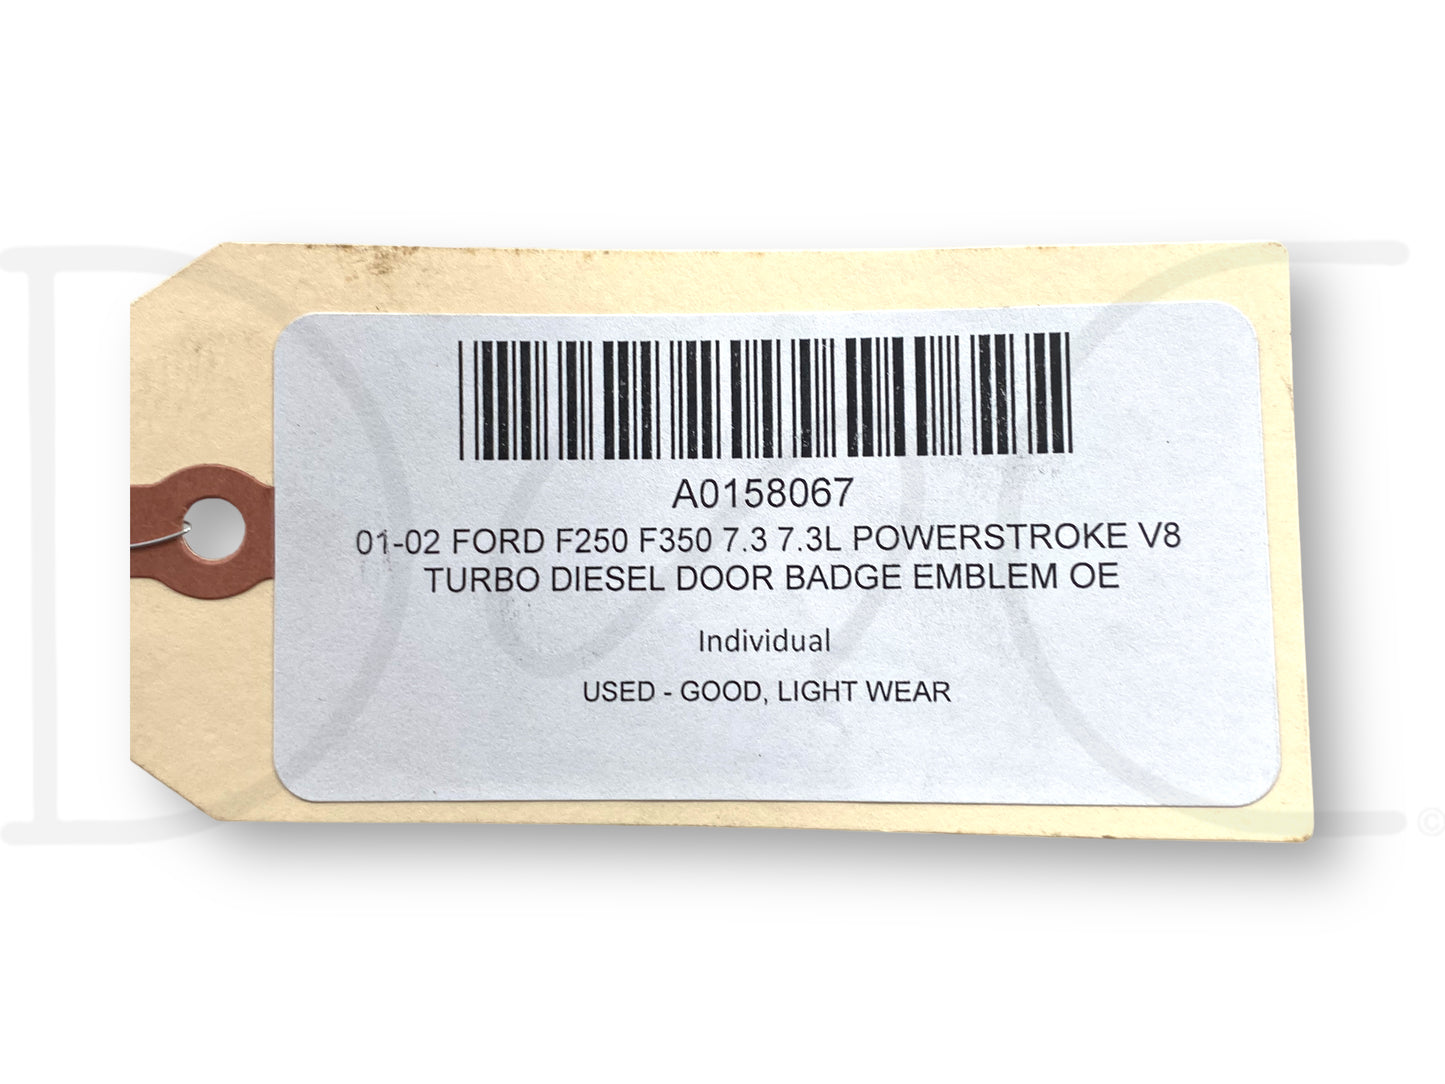 A0158067
01-02 FORD F250 F350 7.3 7.3L POWERSTROKE V8
TURBO DIESEL DOOR BADGE EMBLEM OE
Individual
USED - GOOD, LIGHT WEAR
©